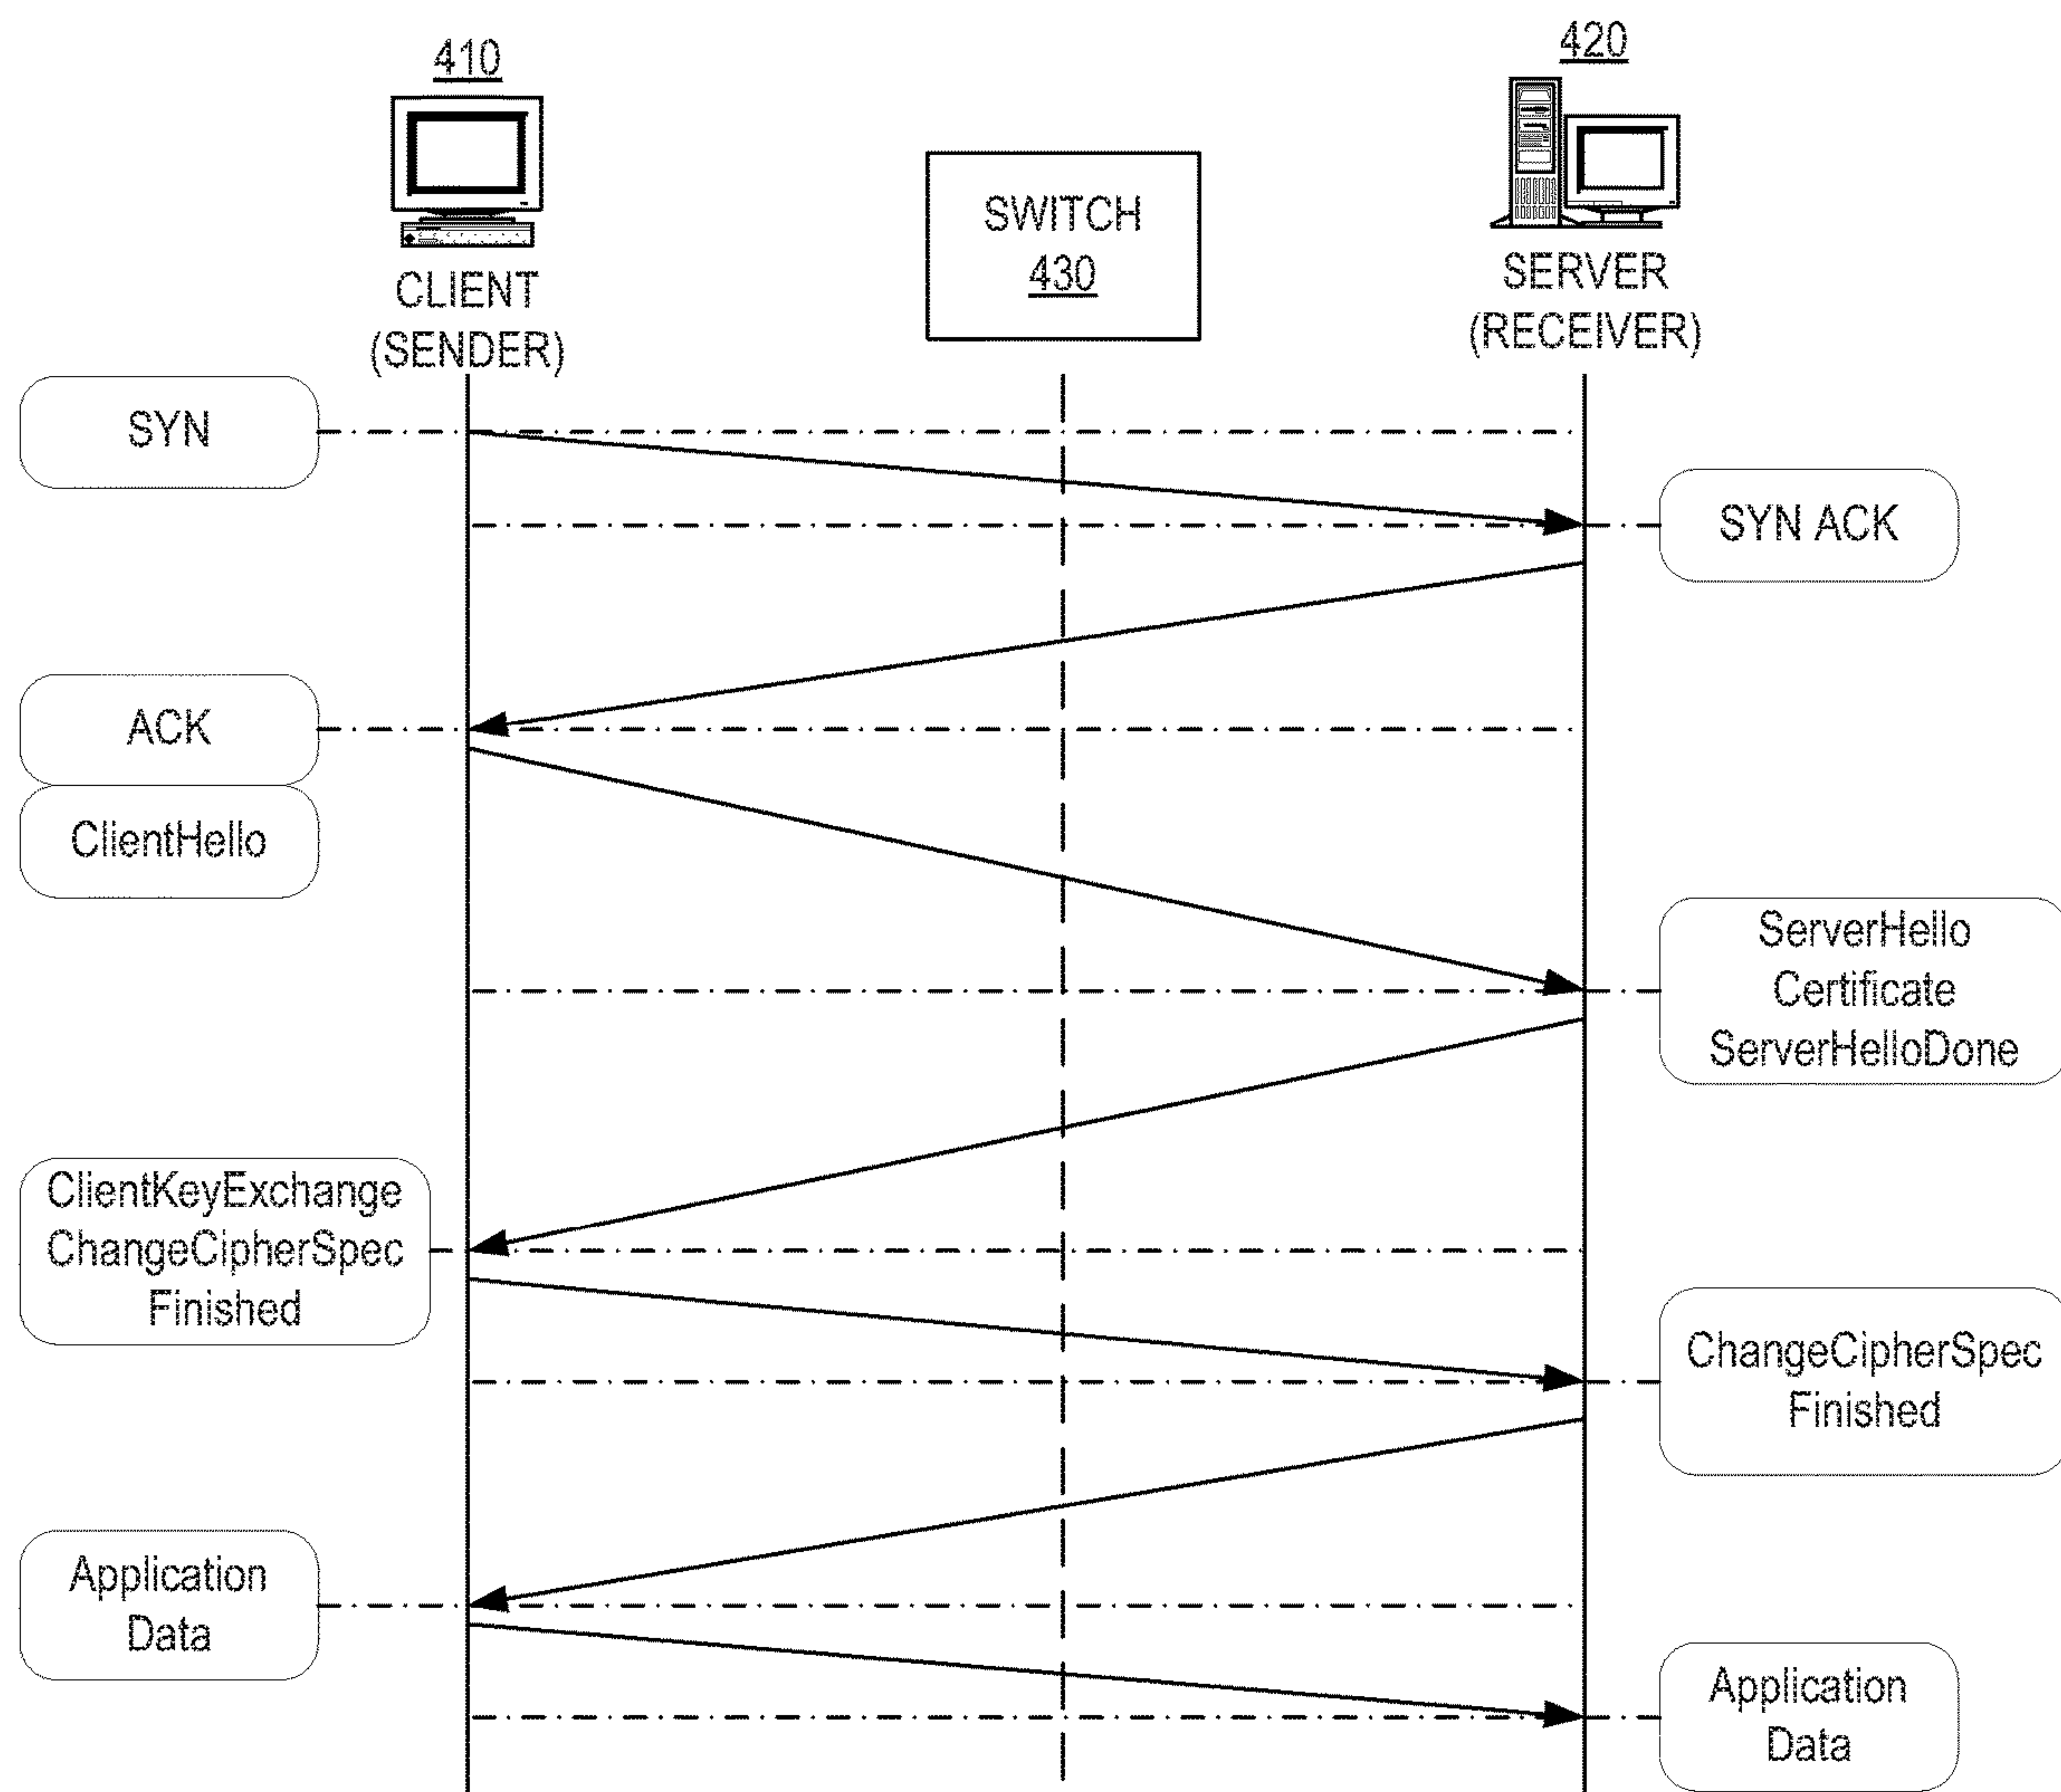 410
CLIENT
(SENDER)
SWITCH
430
420
SERVER
(RECEIVER)
SYN
SYN ACK
ACK
ClientHello
ServerHello
Certificate
ServerHelloDone
ClientKeyExchange
ChangeCipherSpec
Finished
ChangeCipherSpec
Finished
Application
Data
Application
Data